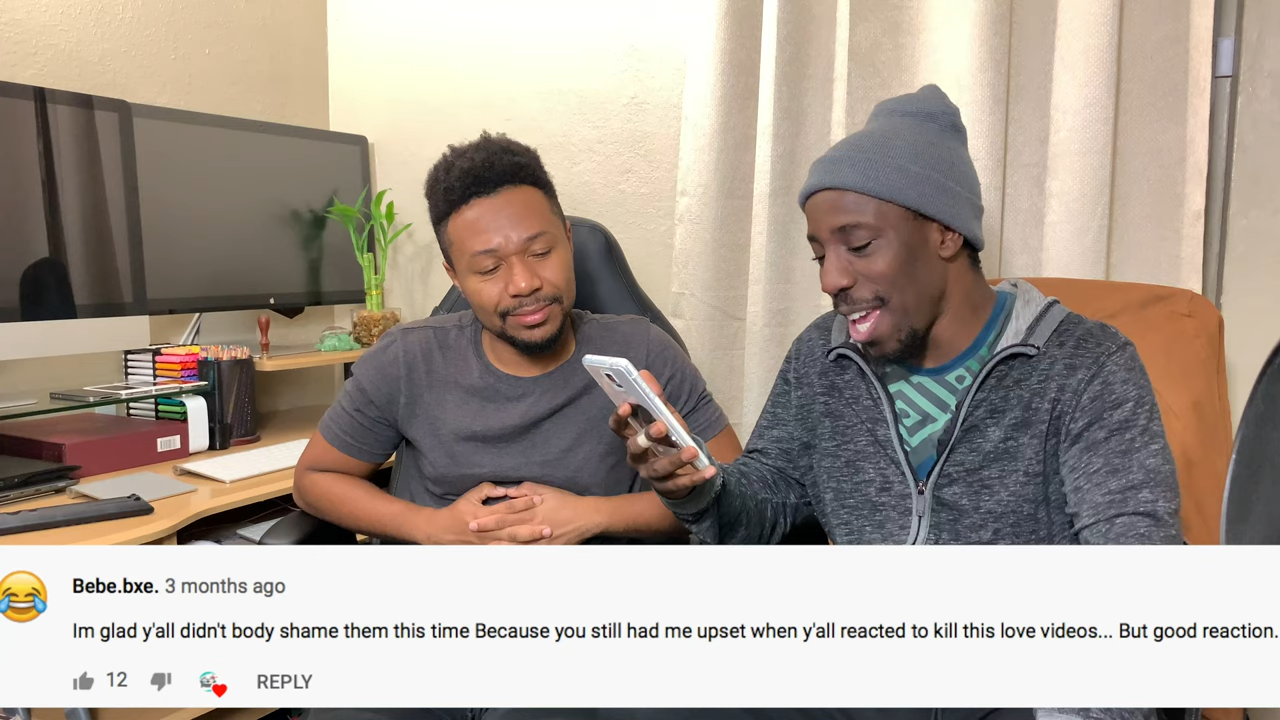 Bebe.bxe. 3 months ago
Im glad y'all didn't body shame them this time Because you still had me upset when y'all reacted to kill this love videos... But good reaction.
12 REPLY